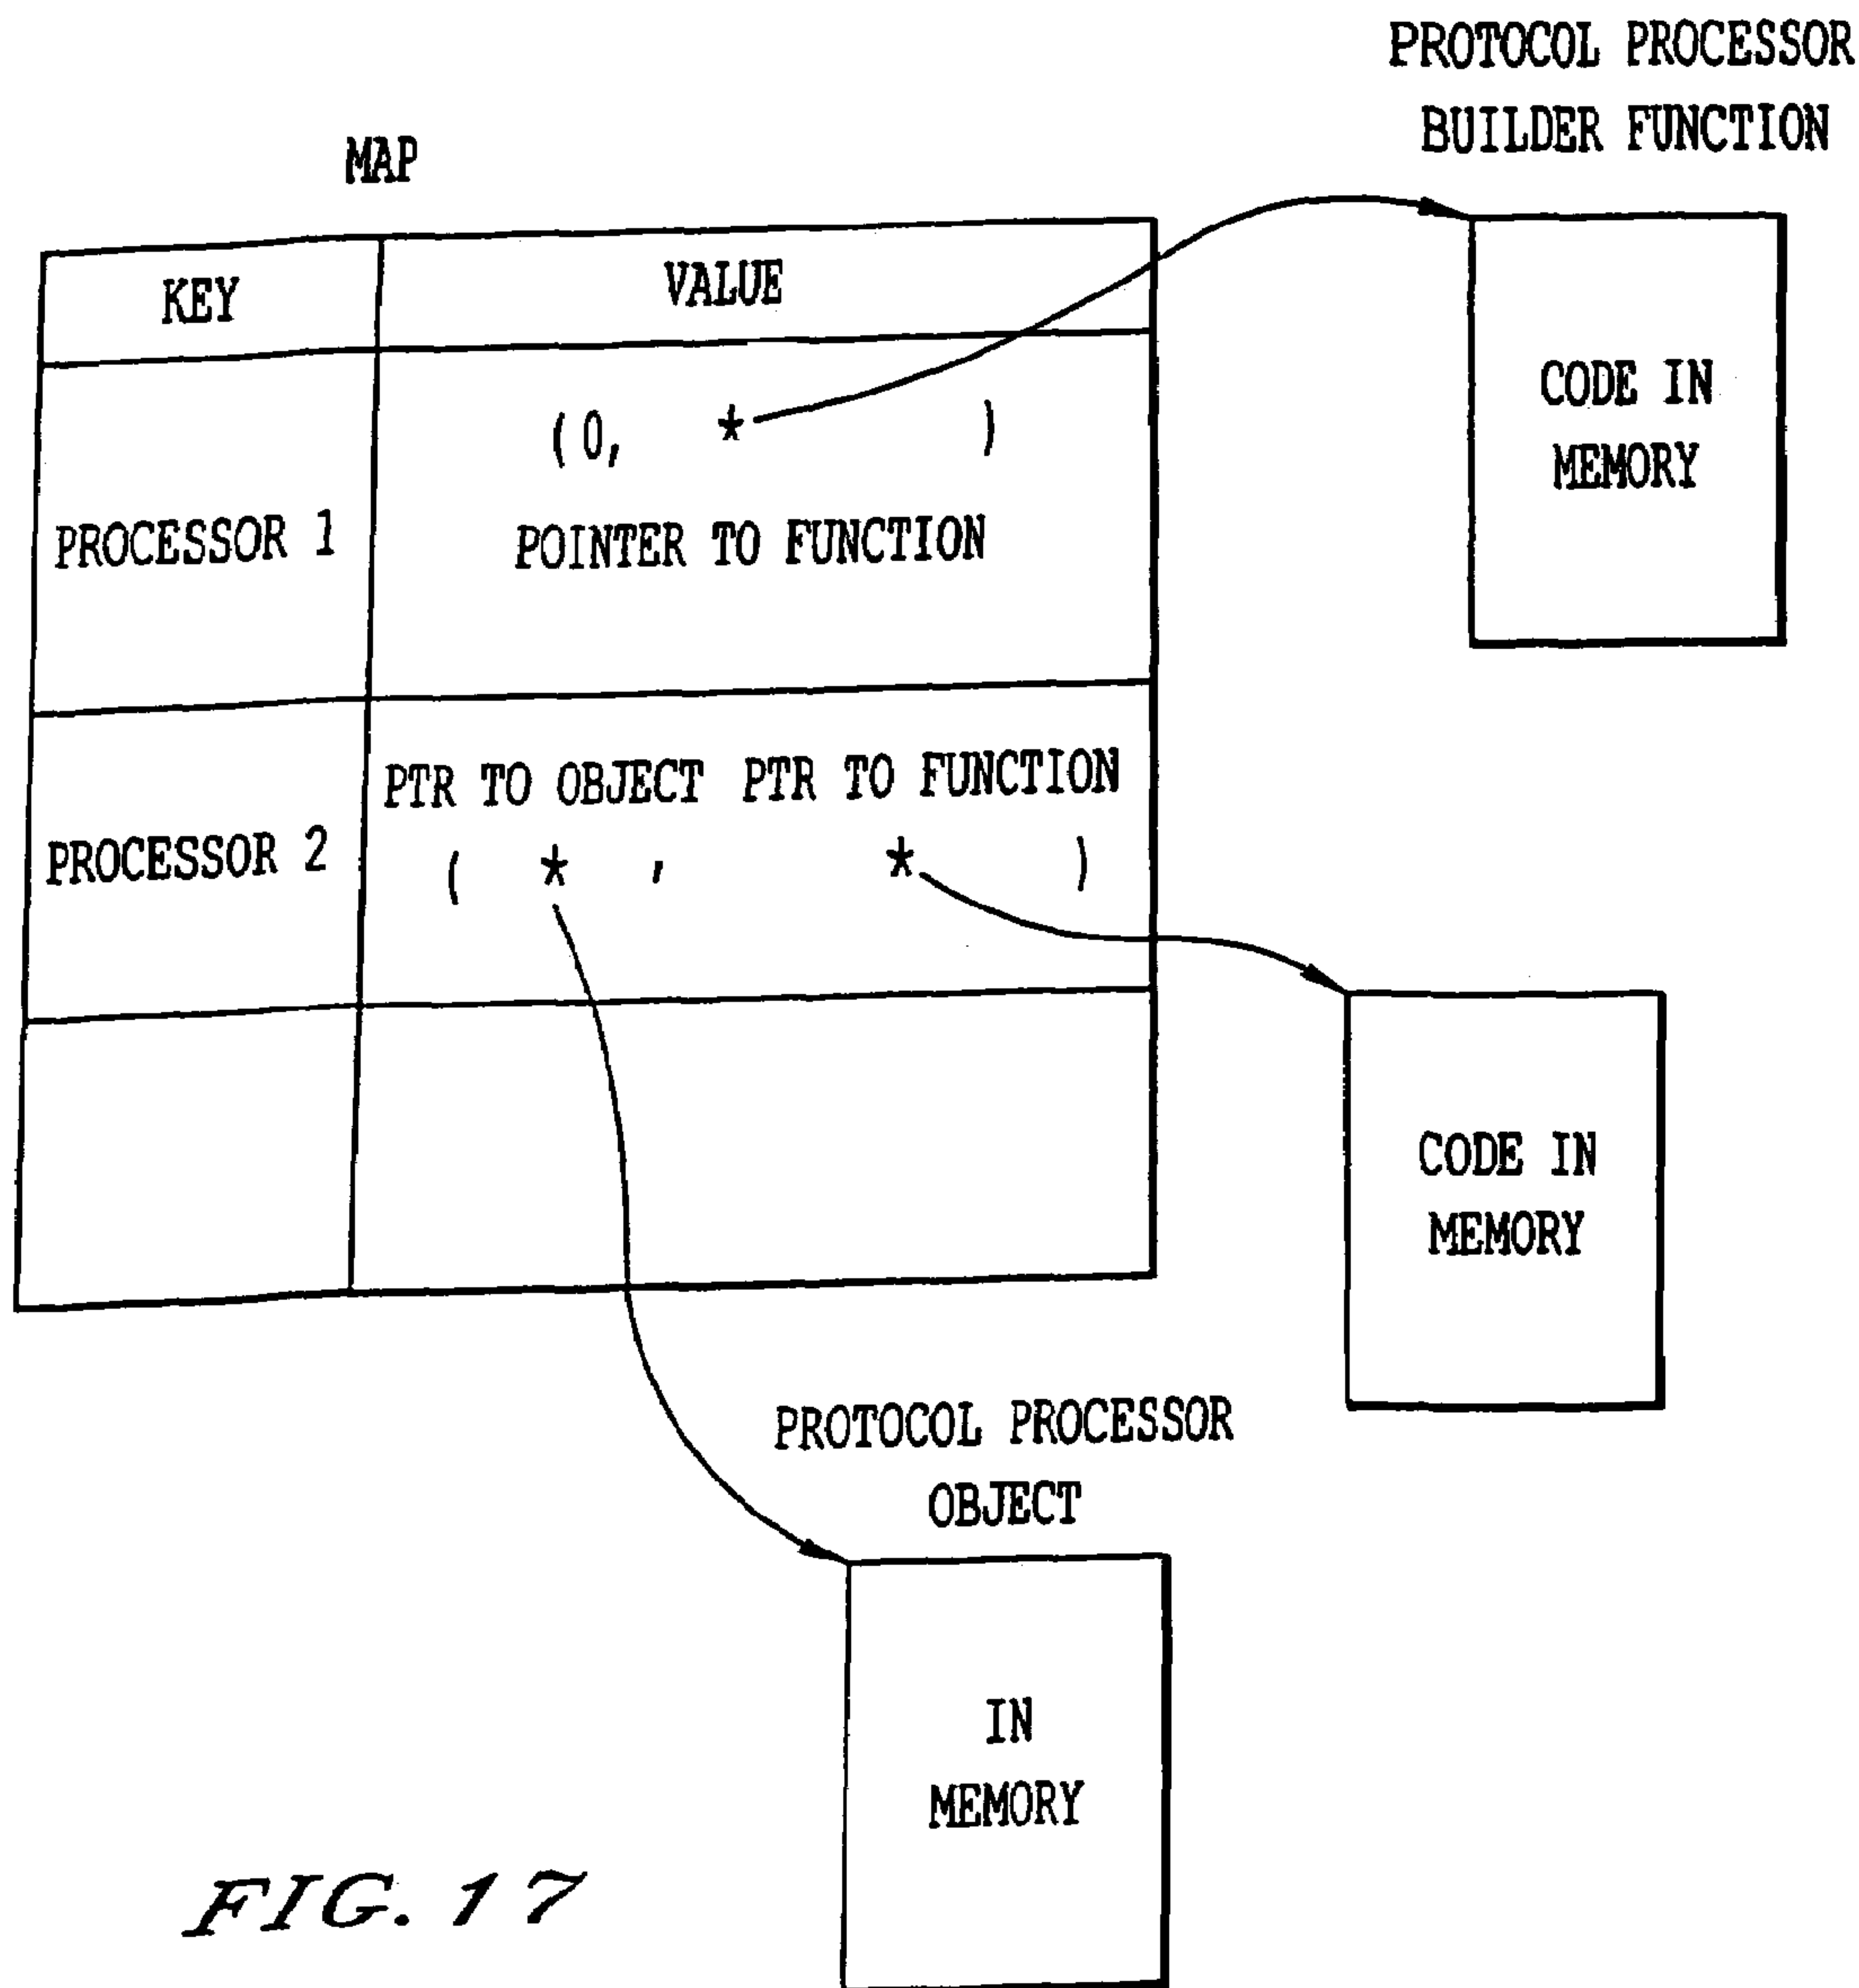 PROTOCOL PROCESSOR
BUILDER FUNCTION
MAP
KEY VALUE
CODE IN
MEMORY
(0, * )
PROCESSOR 1 POINTER TO FUNCTION
PTR TO OBJECT PTR TO FUNCTION
PROCESSOR 2 ( * , * )
CODE IN
MEMORY
PROTOCOL PROCESSOR
OBJECT
IN
MEMORY
FIG. 17